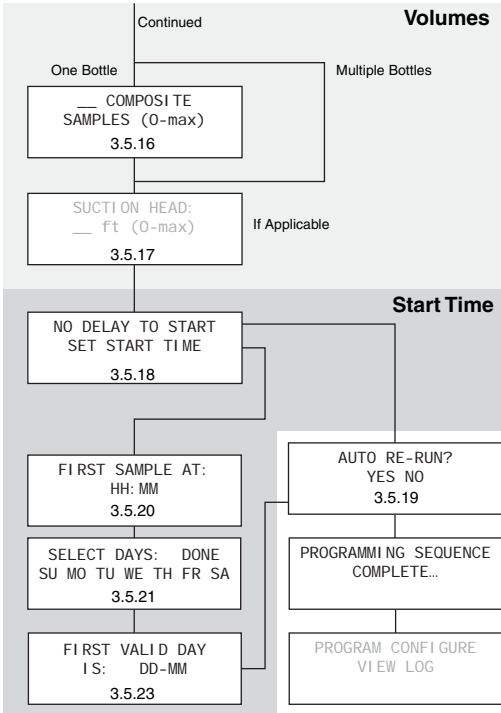 Continued
Volumes
One Bottle
Multiple Bottles
__ COMPOSITE
SAMPLES (0-max)
3.5.16
SUCTION HEAD:
__ ft (0-max)
3.5.17
If Applicable
Start Time
NO DELAY TO START
SET START TIME
3.5.18
FIRST SAMPLE AT:
HH:MM
3.5.20
SELECT DAYS: DONE
SU MO TU WE TH FR SA
3.5.21
FIRST VALID DAY
IS: DD-MM
3.5.23
AUTO RE-RUN?
YES NO
3.5.19
PROGRAMMING SEQUENCE
COMPLETE…
PROGRAM CONFIGURE
VIEW LOG